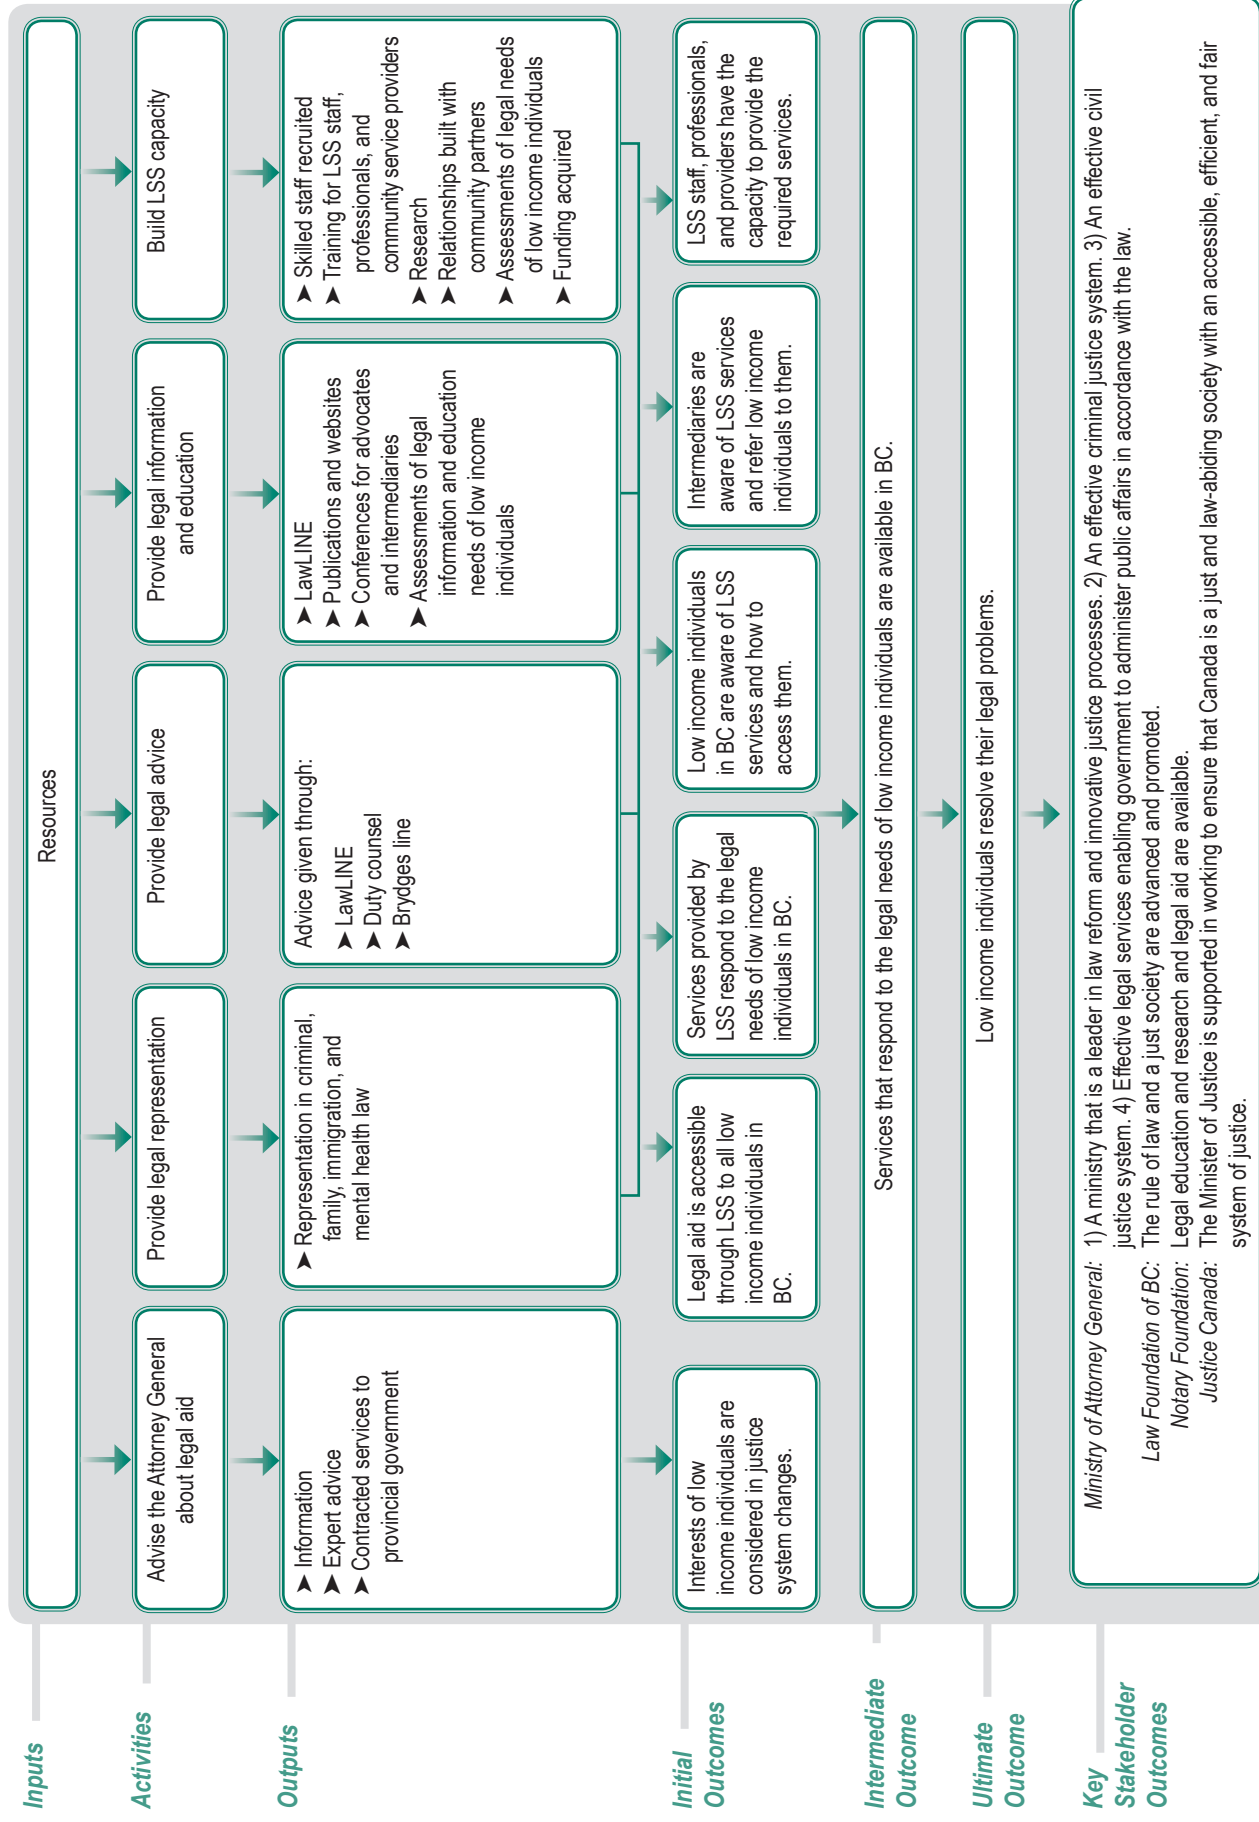 Inputs
Resources
Activities
Advise the Attorney General
about legal aid
Provide legal representation
Provide legal advice
Provide legal information
and education
Build LSS capacity
Outputs
➤ Information
➤ Expert advice
➤ Contracted services to
provincial government
➤ Representation in criminal,
family, immigration, and
mental health law
Advice given through:
➤ LawLINE
➤ Duty counsel
➤ Brydges line
➤ LawLINE
➤ Publications and websites
➤ Conferences for advocates
and intermediaries
➤ Assessments of legal
information and education
needs of low income
individuals
➤ Skilled staff recruited
➤ Training for LSS staff,
professionals, and
community service providers
➤ Research
➤ Relationships built with
community partners
➤ Assessments of legal needs
of low income individuals
➤ Funding acquired
Initial
Outcomes
Interests of low
income individuals are
considered in justice
system changes.
Legal aid is accessible
through LSS to all low
income individuals in
BC.
Services provided by
LSS respond to the legal
needs of low income
individuals in BC.
Low income individuals
in BC are aware of LSS
services and how to
access them.
Intermediaries are
aware of LSS services
and refer low income
individuals to them.
LSS staff, professionals,
and providers have the
capacity to provide the
required services.
Intermediate
Outcome
Services that respond to the legal needs of low income individuals are available in BC.
Ultimate
Outcome
Low income individuals resolve their legal problems.
Key
Stakeholder
Outcomes
Ministry of Attorney General: 1) A ministry that is a leader in law reform and innovative justice processes. 2) An effective criminal justice system. 3) An effective civil
justice system. 4) Effective legal services enabling government to administer public affairs in accordance with the law.
Law Foundation of BC: The rule of law and a just society are advanced and promoted.
Notary Foundation: Legal education and research and legal aid are available.
Justice Canada: The Minister of Justice is supported in working to ensure that Canada is a just and law-abiding society with an accessible, efficient, and fair
system of justice.